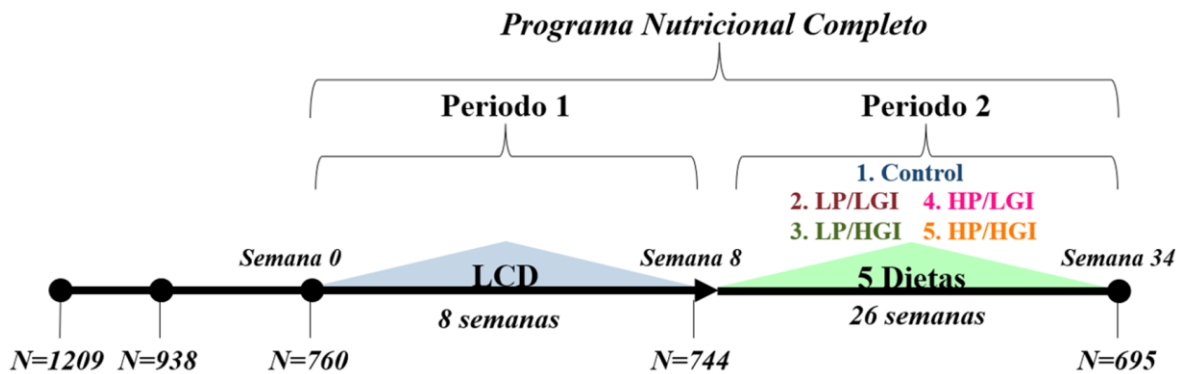 Programa Nutricional Completo
Periodo 1 Periodo 2
1. Control
2. LP/LGI 4. HP/LGI
3. LP/HGI 5. HP/HGI
Semana 0 Semana 8 Semana 34
LCD 5 Dietas
8 semanas 26 semanas
N=1209 N=938 N=760 N=744 N=695